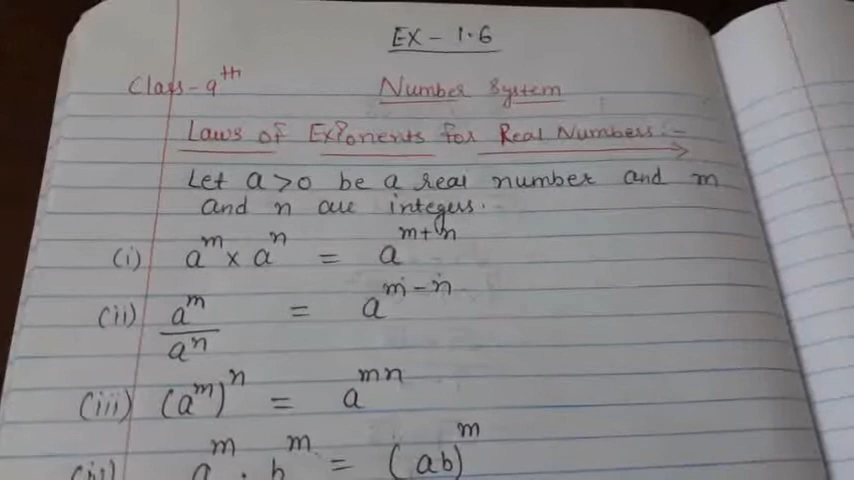 EX - 1.6
Class - 9th
Number System
Laws of Exponents for Real Numbers :-
Let a > 0 be a real number and m
and n are integers.
(i) a^m × a^n = a^(m+n)
(ii) a^m / a^n = a^(m-n)
(iii) (a^m)^n = a^(mn)
(iv) a^m · b^m = (ab)^m